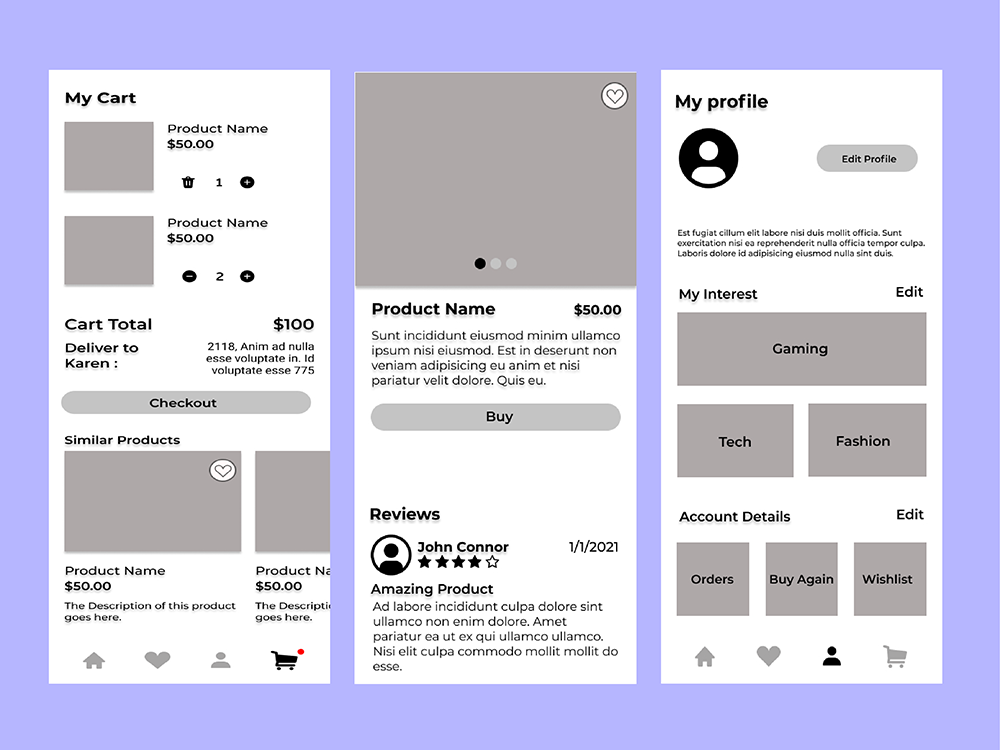 My Cart
Product Name
$50.00
1
Product Name
$50.00
2
Cart Total $100
Deliver to
Karen :
2118, Anim ad nulla
esse voluptate in. Id
voluptate esse 775
Checkout
Similar Products
Product Name
$50.00
The Description of this product
goes here.
Product Na
$50.00
The Descripti
goes here.
Product Name $50.00
Sunt incididunt eiusmod minim ullamco
ipsum nisi eiusmod. Est in deserunt non
veniam adipisicing eu anim et nisi
pariatur velit dolore. Quis eu.
Buy
Reviews
John Connor 1/1/2021
Amazing Product
Ad labore incididunt culpa dolore sint
ullamco non enim dolore. Amet
pariatur ea ut ex qui ullamco ullamco.
Nisi elit culpa commodo mollit mollit do
esse.
My profile
Edit Profile
Est fugiat cillum elit labore nisi duis mollit officia. Sunt
exercitation nisi ea reprehenderit nulla officia tempor culpa.
Laboris dolore id adipisicing eiusmod nulla sint duis.
My Interest Edit
Gaming
Tech Fashion
Account Details Edit
Orders Buy Again Wishlist